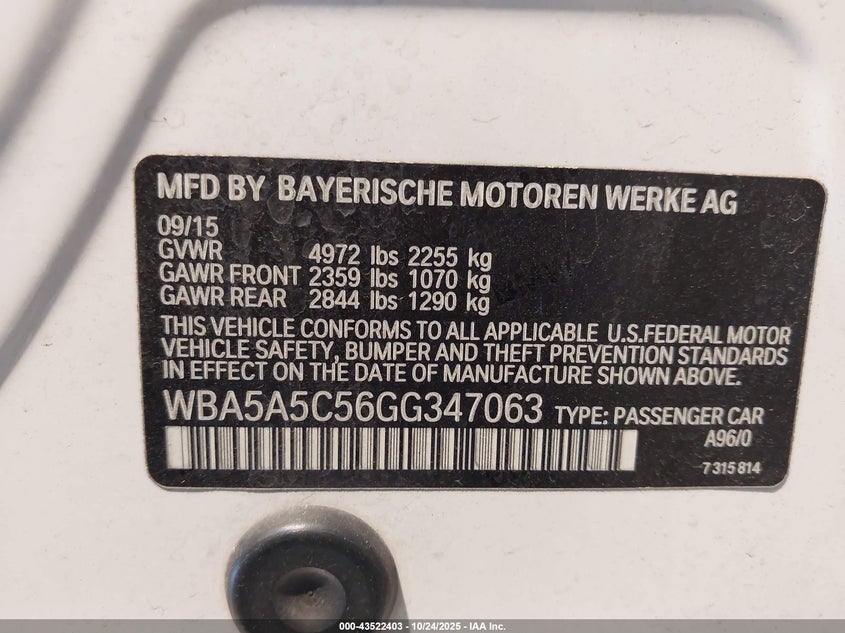 MFD BY BAYERISCHE MOTOREN WERKE AG
09/15
GVWR 4972 lbs 2255 kg
GAWR FRONT 2359 lbs 1070 kg
GAWR REAR 2844 lbs 1290 kg
THIS VEHICLE CONFORMS TO ALL APPLICABLE U.S.FEDERAL MOTOR
VEHICLE SAFETY, BUMPER AND THEFT PREVENTION STANDARDS
IN EFFECT ON THE DATE OF MANUFACTURE SHOWN ABOVE.
WBA5A5C56GG347063 TYPE: PASSENGER CAR
A96/0
7 315 814
000-43522403 - 10/24/2025 - IAA Inc.